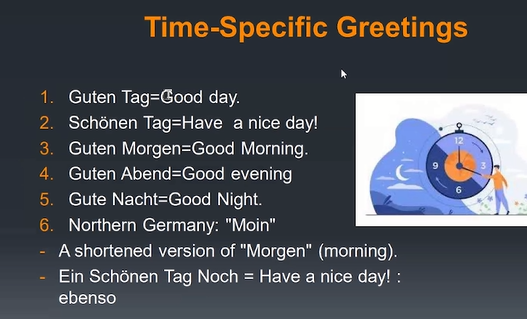 Time-Specific Greetings
1. Guten Tag=Good day.
2. Schönen Tag=Have  a nice day!
3. Guten Morgen=Good Morning.
4. Guten Abend=Good evening
5. Gute Nacht=Good Night.
6. Northern Germany: "Moin"
- A shortened version of "Morgen" (morning).
- Ein Schönen Tag Noch = Have a nice day! :
ebenso
12
3
6
9